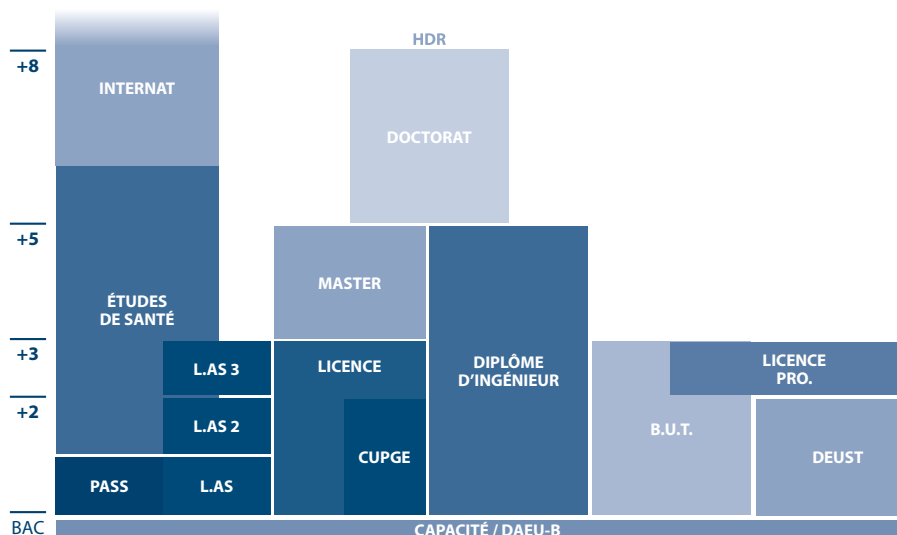 HDR
+8
INTERNAT
DOCTORAT
+5
MASTER
ÉTUDES
DE SANTÉ
+3
L.AS 3
LICENCE
DIPLÔME
D'INGÉNIEUR
LICENCE
PRO.
+2
L.AS 2
B.U.T.
CUPGE
DEUST
PASS
L.AS
BAC
CAPACITÉ / DAEU-B